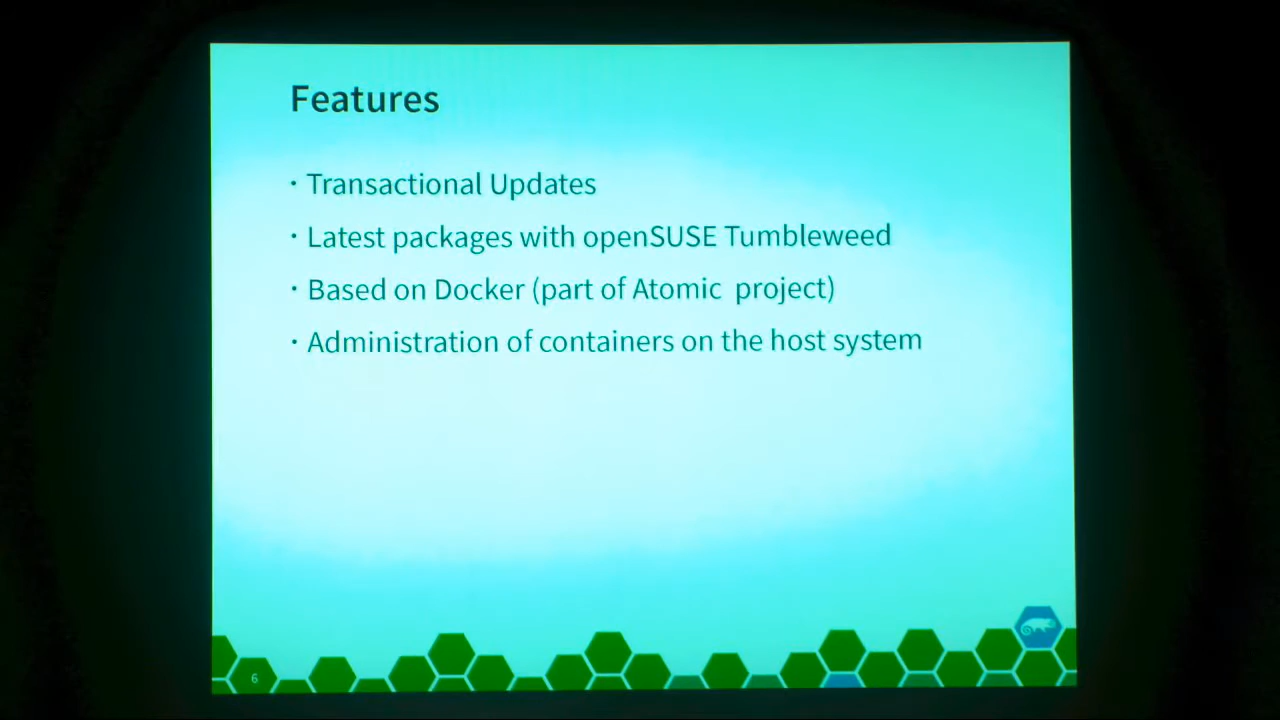 Features
· Transactional Updates
· Latest packages with openSUSE Tumbleweed
· Based on Docker (part of Atomic project)
· Administration of containers on the host system
6